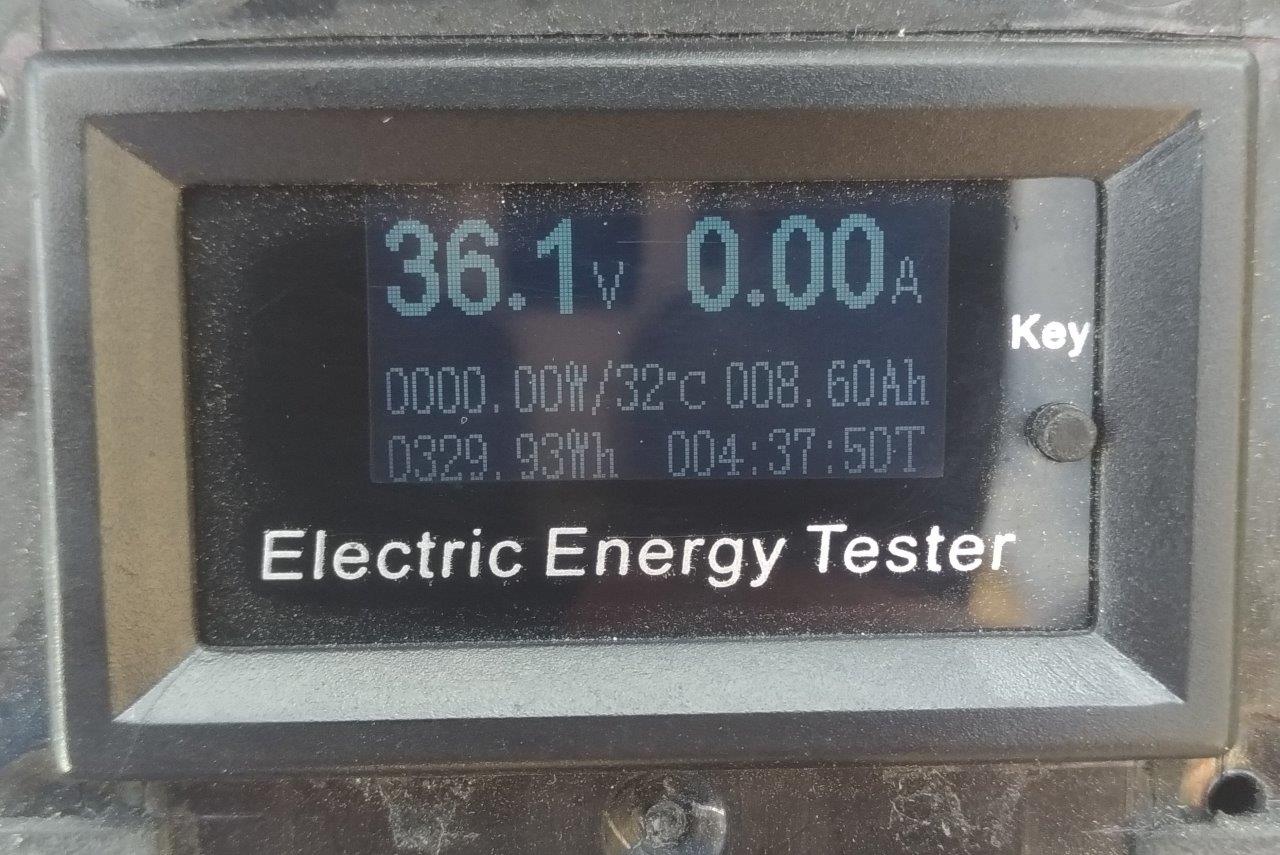 36.1V 0.00A
Key
0000.00W/32°C 008.60Ah
0329.93Wh 004:37:50T
Electric Energy Tester